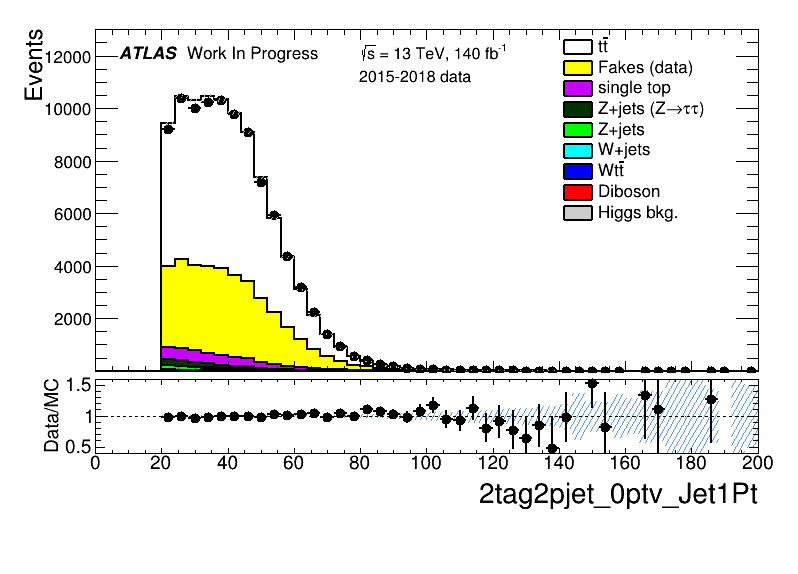 Events
12000
10000
8000
6000
4000
2000
ATLAS Work In Progress
√s = 13 TeV, 140 fb⁻¹
2015-2018 data
tt̄
Fakes (data)
single top
Z+jets (Z→ττ)
Z+jets
W+jets
Wtt̄
Diboson
Higgs bkg.
Data/MC
1.5
1
0.5
0 20 40 60 80 100 120 140 160 180 200
2tag2pjet_0ptv_Jet1Pt